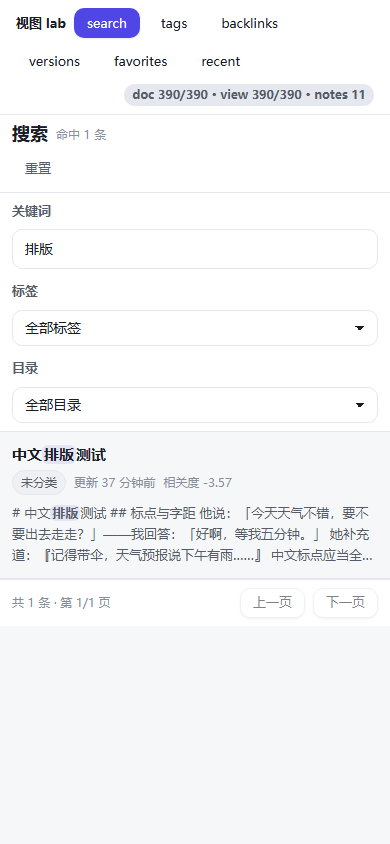 视图 lab search tags backlinks
versions favorites recent
doc 390/390 • view 390/390 • notes 11
搜索 命中 1 条
重置
关键词
排版
标签
全部标签
目录
全部目录
中文排版测试
未分类 更新 37 分钟前 相关度 -3.57
# 中文排版测试 ## 标点与字距 他说：「今天天气不错，要不
要出去走走？」——我回答：「好啊，等我五分钟。」 她补充
道：『记得带伞，天气预报说下午有雨……』 中文标点应当全...
共 1 条 · 第 1/1 页 上一页 下一页